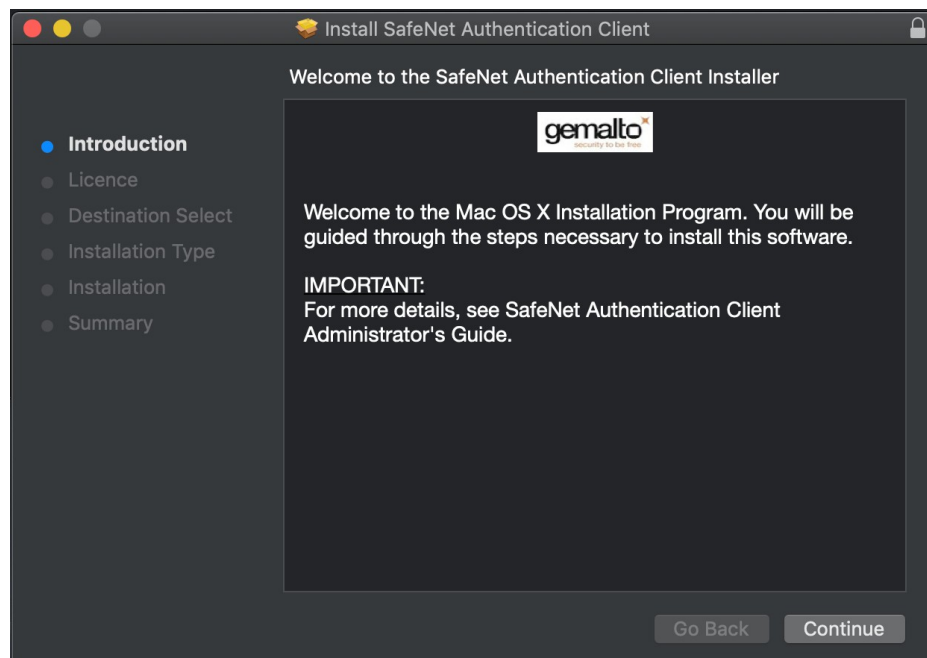 Install SafeNet Authentication Client
Welcome to the SafeNet Authentication Client Installer
Introduction
Licence
Destination Select
Installation Type
Installation
Summary
gemalto
security to be free
Welcome to the Mac OS X Installation Program. You will be
guided through the steps necessary to install this software.
IMPORTANT:
For more details, see SafeNet Authentication Client
Administrator's Guide.
Go Back
Continue